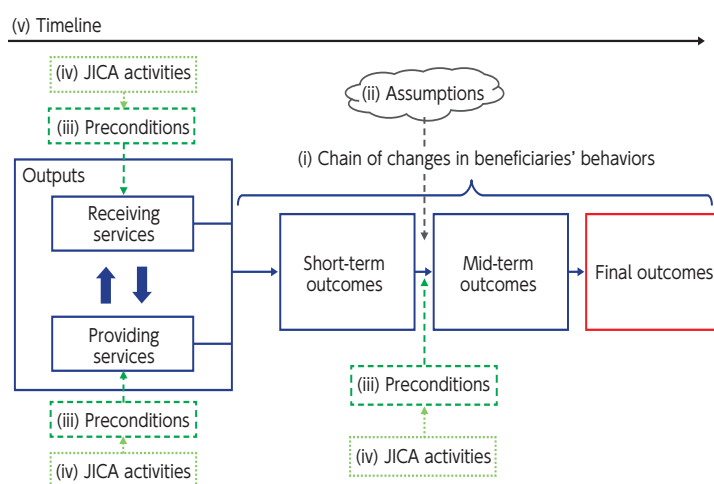 (v) Timeline
(iv) JICA activities
(iii) Preconditions
(ii) Assumptions
(i) Chain of changes in beneficiaries' behaviors
Outputs
Receiving
services
Providing
services
Short-term
outcomes
Mid-term
outcomes
Final outcomes
(iii) Preconditions
(iv) JICA activities
(iii) Preconditions
(iv) JICA activities